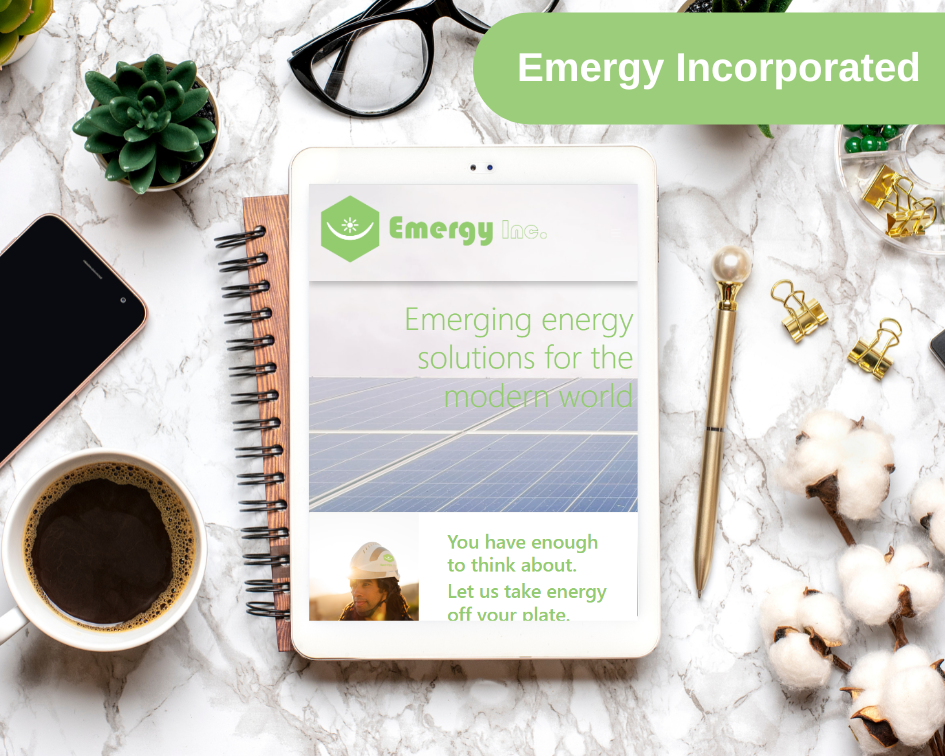 Emergy Incorporated
Emergy Inc.
Emerging energy
solutions for the
modern world
You have enough
to think about.
Let us take energy
off your plate.